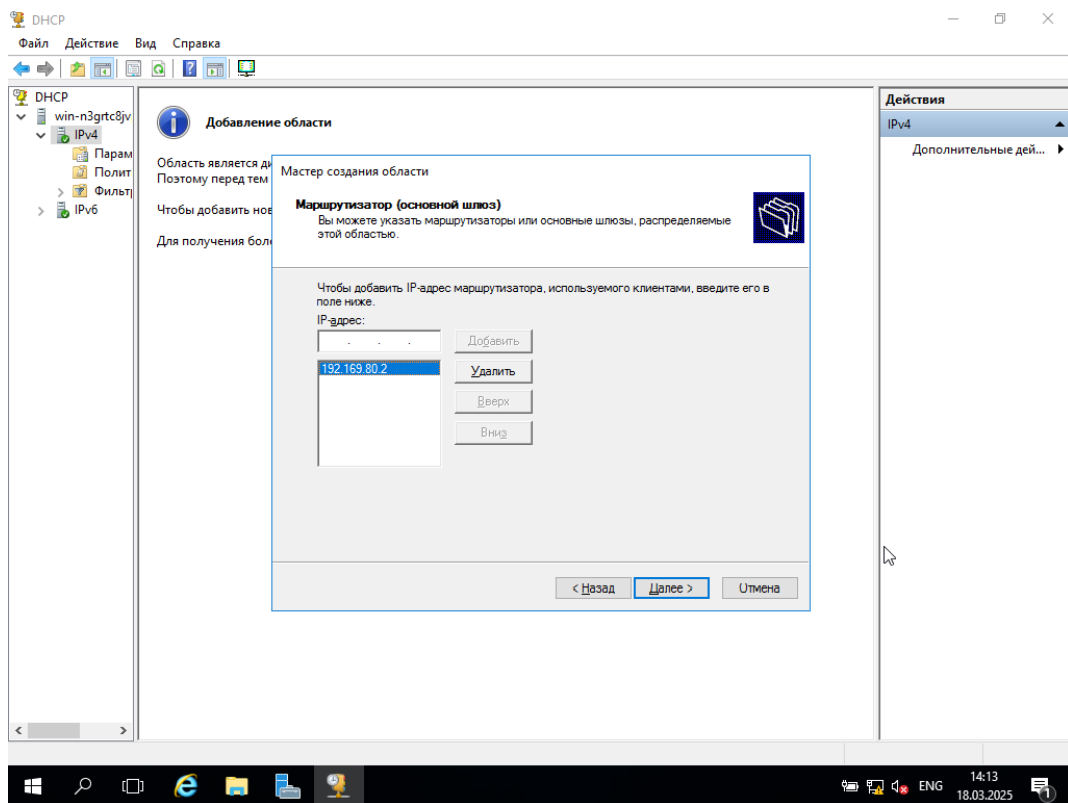 DHCP
Файл Действие Вид Справка
DHCP
win-n3grtc8jv
IPv4
Парам
Полит
Фильт
IPv6
Добавление области
Область является ди
Поэтому перед тем
Чтобы добавить нов
Для получения бол
Мастер создания области
Маршрутизатор (основной шлюз)
Вы можете указать маршрутизаторы или основные шлюзы, распределяемые
этой областью.
Чтобы добавить IP-адрес маршрутизатора, используемого клиентами, введите его в
поле ниже.
IP-адрес:
. . .
Добавить
192.169.80.2
Удалить
Вверх
Вниз
< Назад
Далее >
Отмена
Действия
IPv4
Дополнительные дей...
ENG
14:13
18.03.2025
1